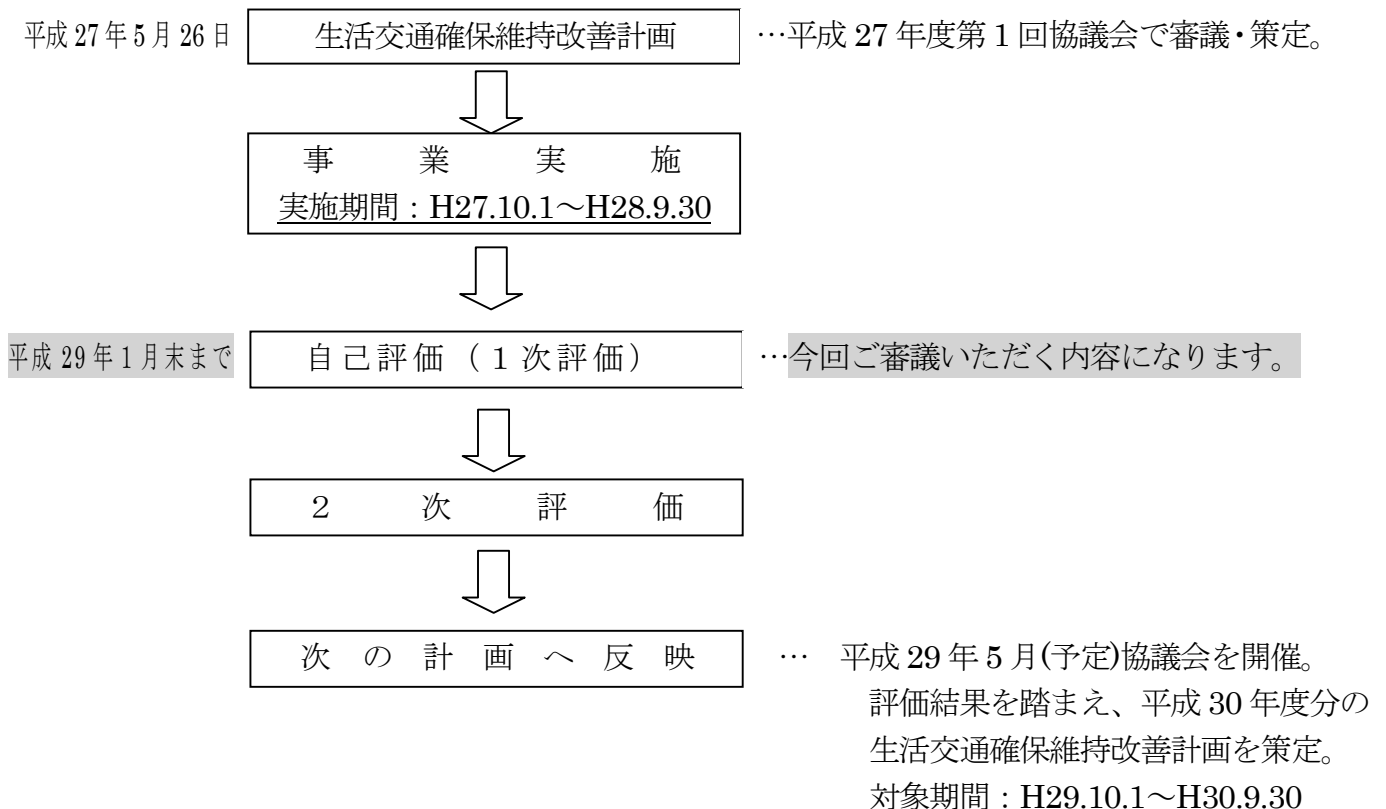 平成27年5月26日 生活交通確保維持改善計画 …平成27年度第1回協議会で審議・策定。
事業実施
実施期間:H27.10.1~H28.9.30
平成29年1月末まで 自己評価(1次評価) …今回ご審議いただく内容になります。
2次評価
次の計画へ反映 … 平成29年5月(予定)協議会を開催。
評価結果を踏まえ、平成30年度分の
生活交通確保維持改善計画を策定。
対象期間:H29.10.1~H30.9.30